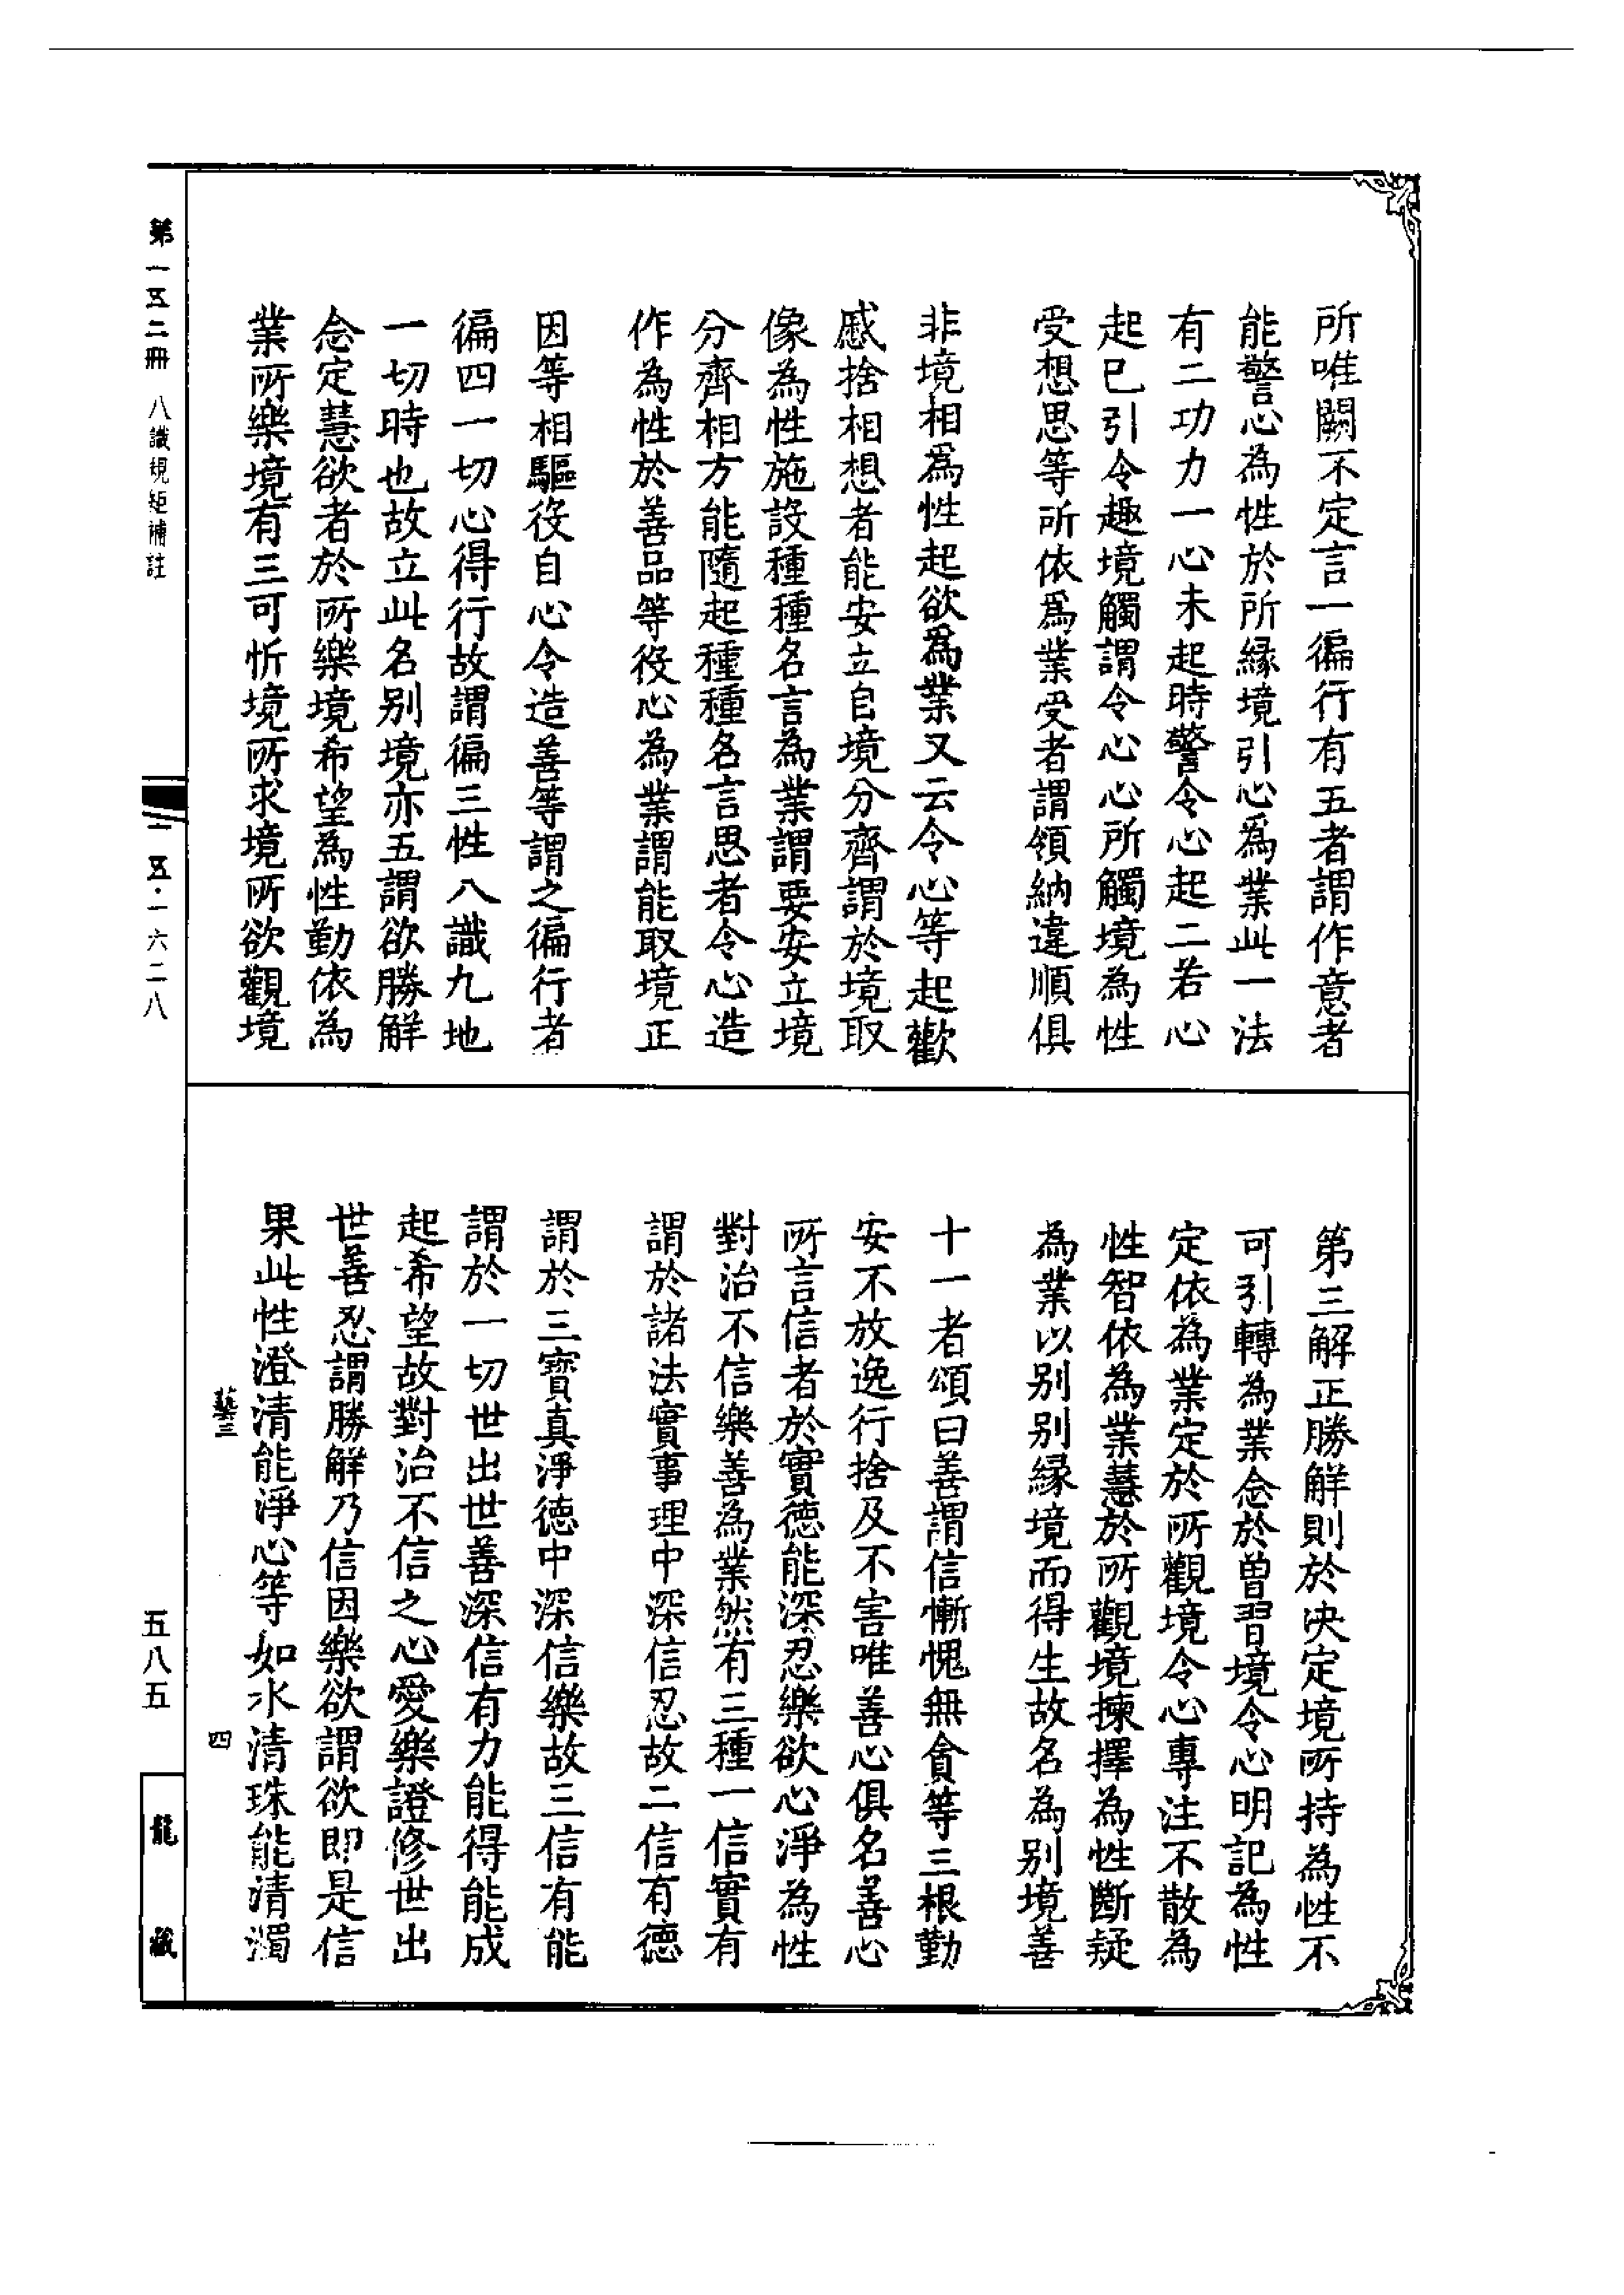 所唯闕不定言一徧行有五者謂作意者
能警心為性於所緣境引心爲業此一法
有二功力一心未起時警令心起二若心
起已引令趣境觸謂令心心所觸境為性
受想思等所依爲業受者謂領納違順俱
非境相爲性起欲爲業又云令心等起歡
慼捨相想者能安立自境分齊謂於境取
像為性施設種種名言為業謂要安立境
分齊相方能隨起種種名言思者令心造
作為性於善品等役心為業謂能取境正
因等相驅役自心令造善等謂之徧行者
徧四一切心得行故謂徧三性八識九地
一切時也故立此名别境亦五謂欲勝解
念定慧欲者於所樂境希望為性勤依為
業所樂境有三可忻境所求境所欲觀境
第三解正勝解則於决定境所持為性不
可引轉為業念於曾習境令心明記為性
定依為業定於所觀境令心專注不散為
性智依為業慧於所觀境揀擇為性斷疑
為業以别别緣境而得生故名為别境善
十一者頌曰善謂信慚愧無貪等三根勤
安不放逸行捨及不害唯善心俱名善心
所言信者於實德能深忍樂欲心淨為性
對治不信樂善為業然有三種一信實有
謂於諸法實事理中深信忍故二信有德
謂於三寶真淨德中深信樂故三信有能
謂於一切世出世善深信有力能得能成
起希望故對治不信之心愛樂證修世出
世善忍謂勝解乃信因樂欲謂欲即是信
果此性澄清能淨心等如水清珠能清濁
藝三
四
第一五二冊 八識規矩補註
一五·一六二八
五八五
龍藏